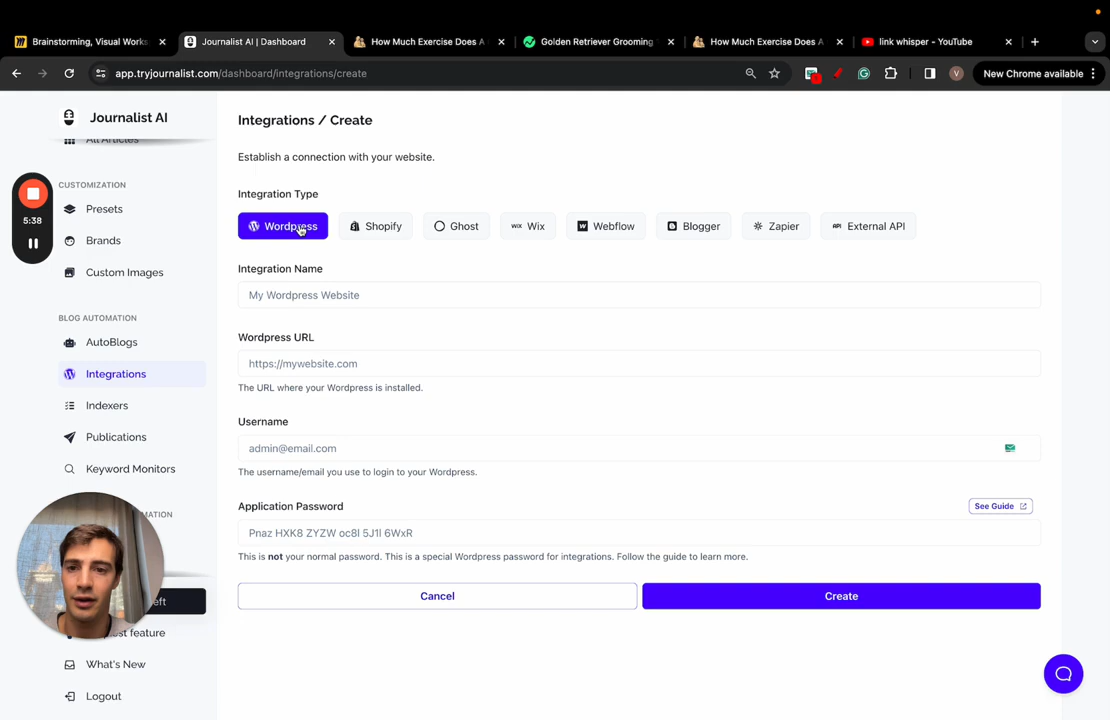 Brainstorming, Visual Works
Journalist AI | Dashboard
How Much Exercise Does A
Golden Retriever Grooming
How Much Exercise Does A
link whisper - YouTube
app.tryjournalist.com/dashboard/integrations/create
V
New Chrome available
Journalist AI
All Articles
CUSTOMIZATION
Presets
Brands
Custom Images
BLOG AUTOMATION
AutoBlogs
Integrations
Indexers
Publications
Keyword Monitors
What's New
Logout
5:38
Integrations / Create
Establish a connection with your website.
Integration Type
Wordpress
Shopify
Ghost
WiX Wix
Webflow
Blogger
Zapier
API External API
Integration Name
My Wordpress Website
Wordpress URL
https://mywebsite.com
The URL where your Wordpress is installed.
Username
admin@email.com
The username/email you use to login to your Wordpress.
Application Password
See Guide
Pnaz HXK8 ZYZW oc8l 5J1l 6WxR
This is not your normal password. This is a special Wordpress password for integrations. Follow the guide to learn more.
Cancel
Create